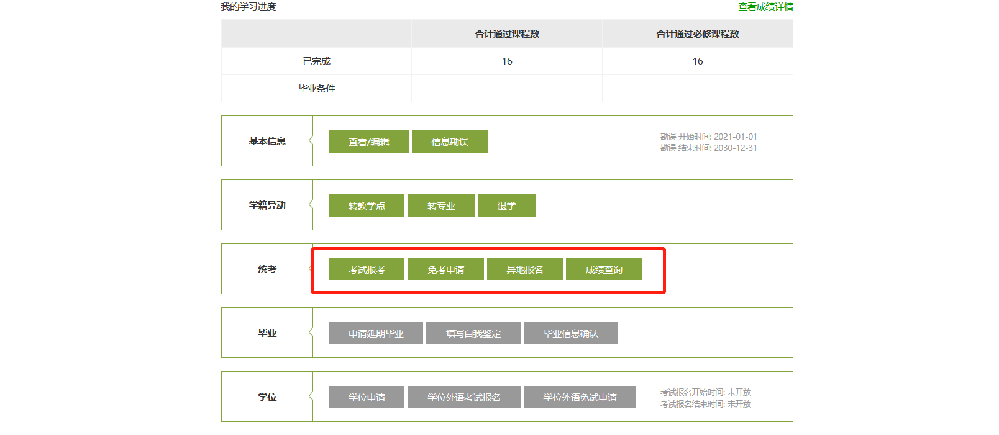 我的学习进度 查看成绩详情
合计通过课程数 合计通过必修课程数
已完成 16 16
毕业条件
基本信息 查看/编辑 信息勘误 勘误 开始时间: 2021-01-01
勘误 结束时间: 2030-12-31
学籍异动 转教学点 转专业 退学
统考 考试报考 免考申请 异地报名 成绩查询
毕业 申请延期毕业 填写自我鉴定 毕业信息确认
学位 学位申请 学位外语考试报名 学位外语免试申请 考试报名开始时间: 未开放
考试报名结束时间: 未开放